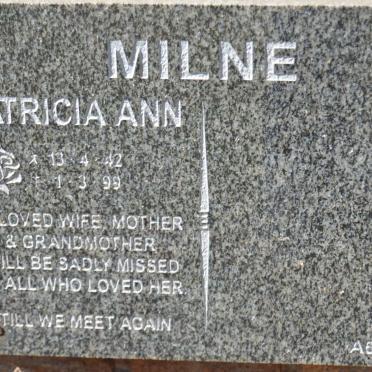 MILNE
ATRICIA ANN
* 13 4 42
+ 1 3 99
LOVED WIFE, MOTHER
& GRANDMOTHER
ILL BE SADLY MISSED
ALL WHO LOVED HER
TILL WE MEET AGAIN